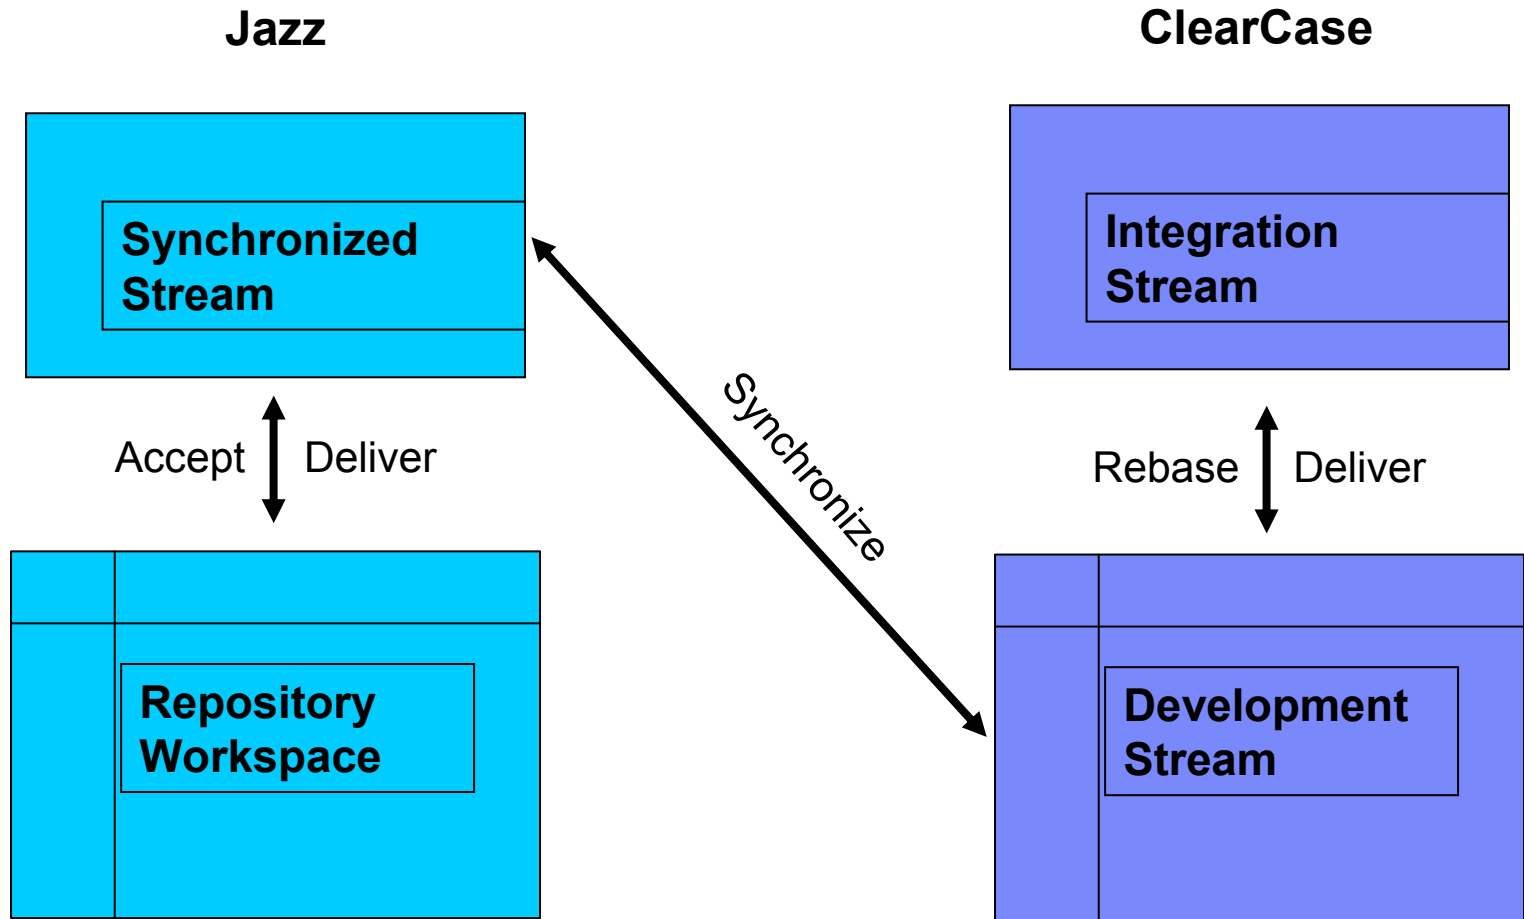 Jazz
ClearCase
Synchronized
Stream
Integration
Stream
Accept
Deliver
Synchronize
Rebase
Deliver
Repository
Workspace
Development
Stream